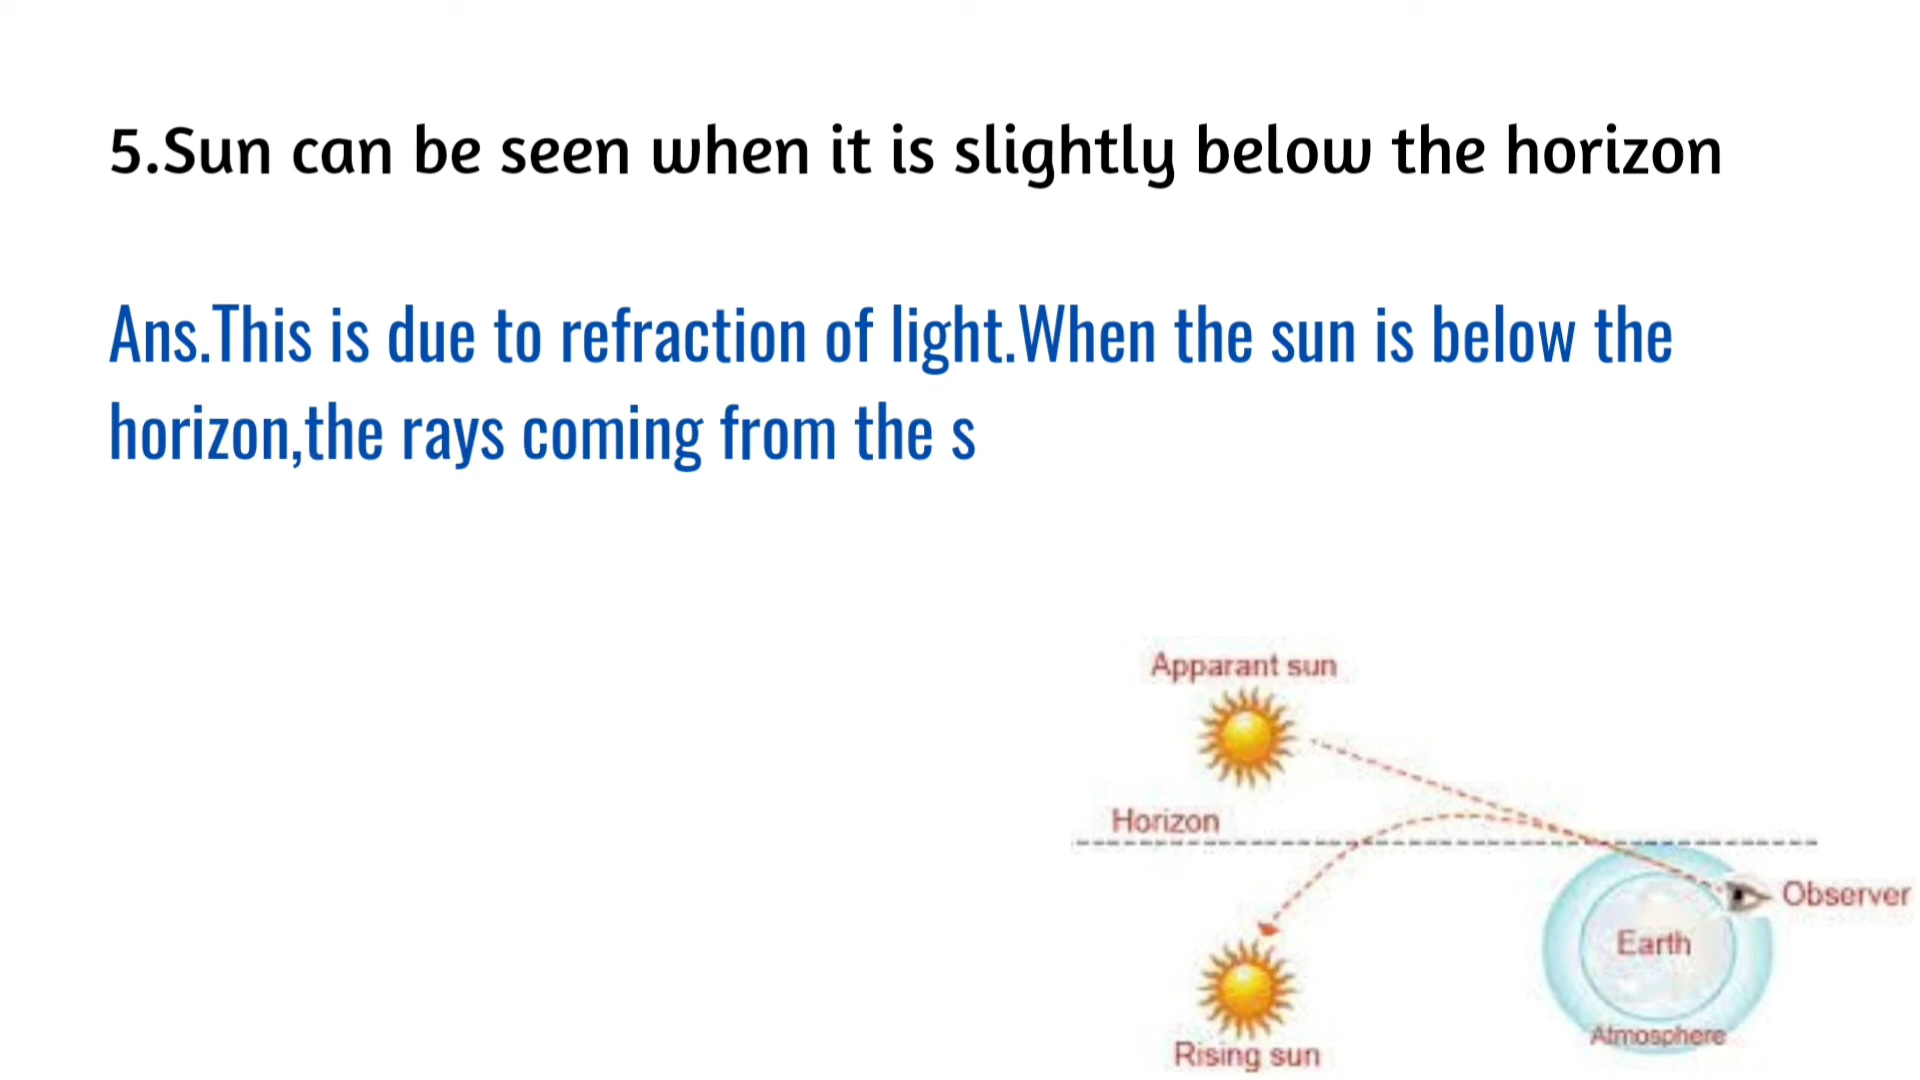 5.Sun can be seen when it is slightly below the horizon
Ans.This is due to refraction of light.When the sun is below the
horizon,the rays coming from the s
Apparant sun
Horizon
Observer
Earth
Atmosphere
Rising sun